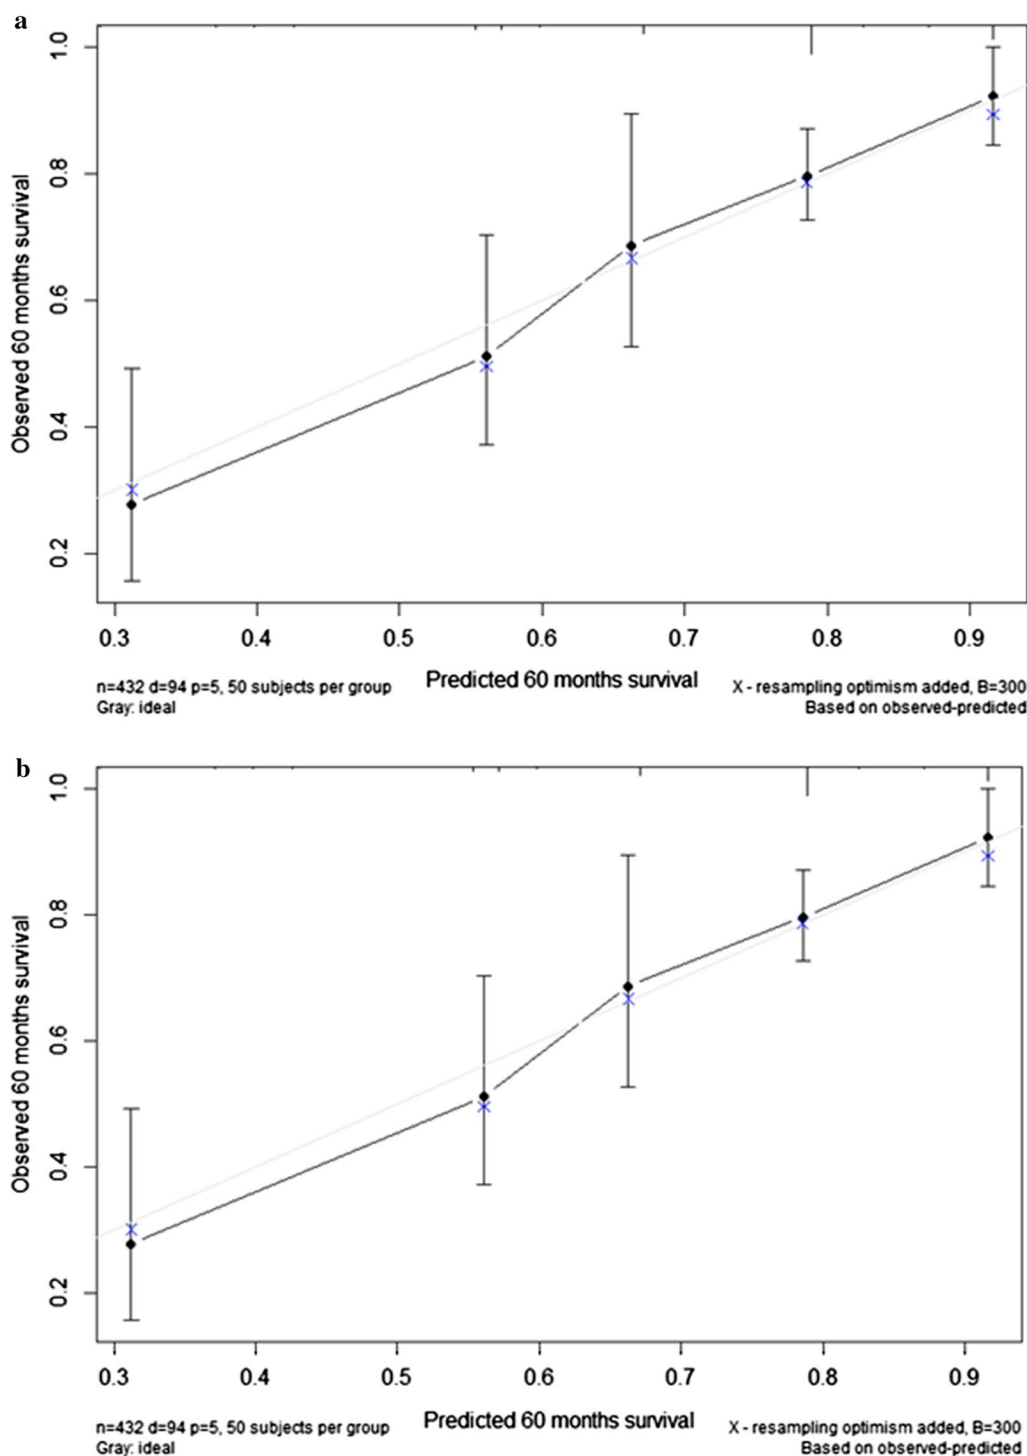 a
1.0
0.8
0.6
0.4
0.2
Observed 60 months survival
0.3 0.4 0.5 0.6 0.7 0.8 0.9
Predicted 60 months survival
n=432 d=94 p=5, 50 subjects per group
Gray: ideal
X - resampling optimism added, B=300
Based on observed-predicted
b
1.0
0.8
0.6
0.4
0.2
Observed 60 months survival
0.3 0.4 0.5 0.6 0.7 0.8 0.9
Predicted 60 months survival
n=432 d=94 p=5, 50 subjects per group
Gray: ideal
X - resampling optimism added, B=300
Based on observed-predicted